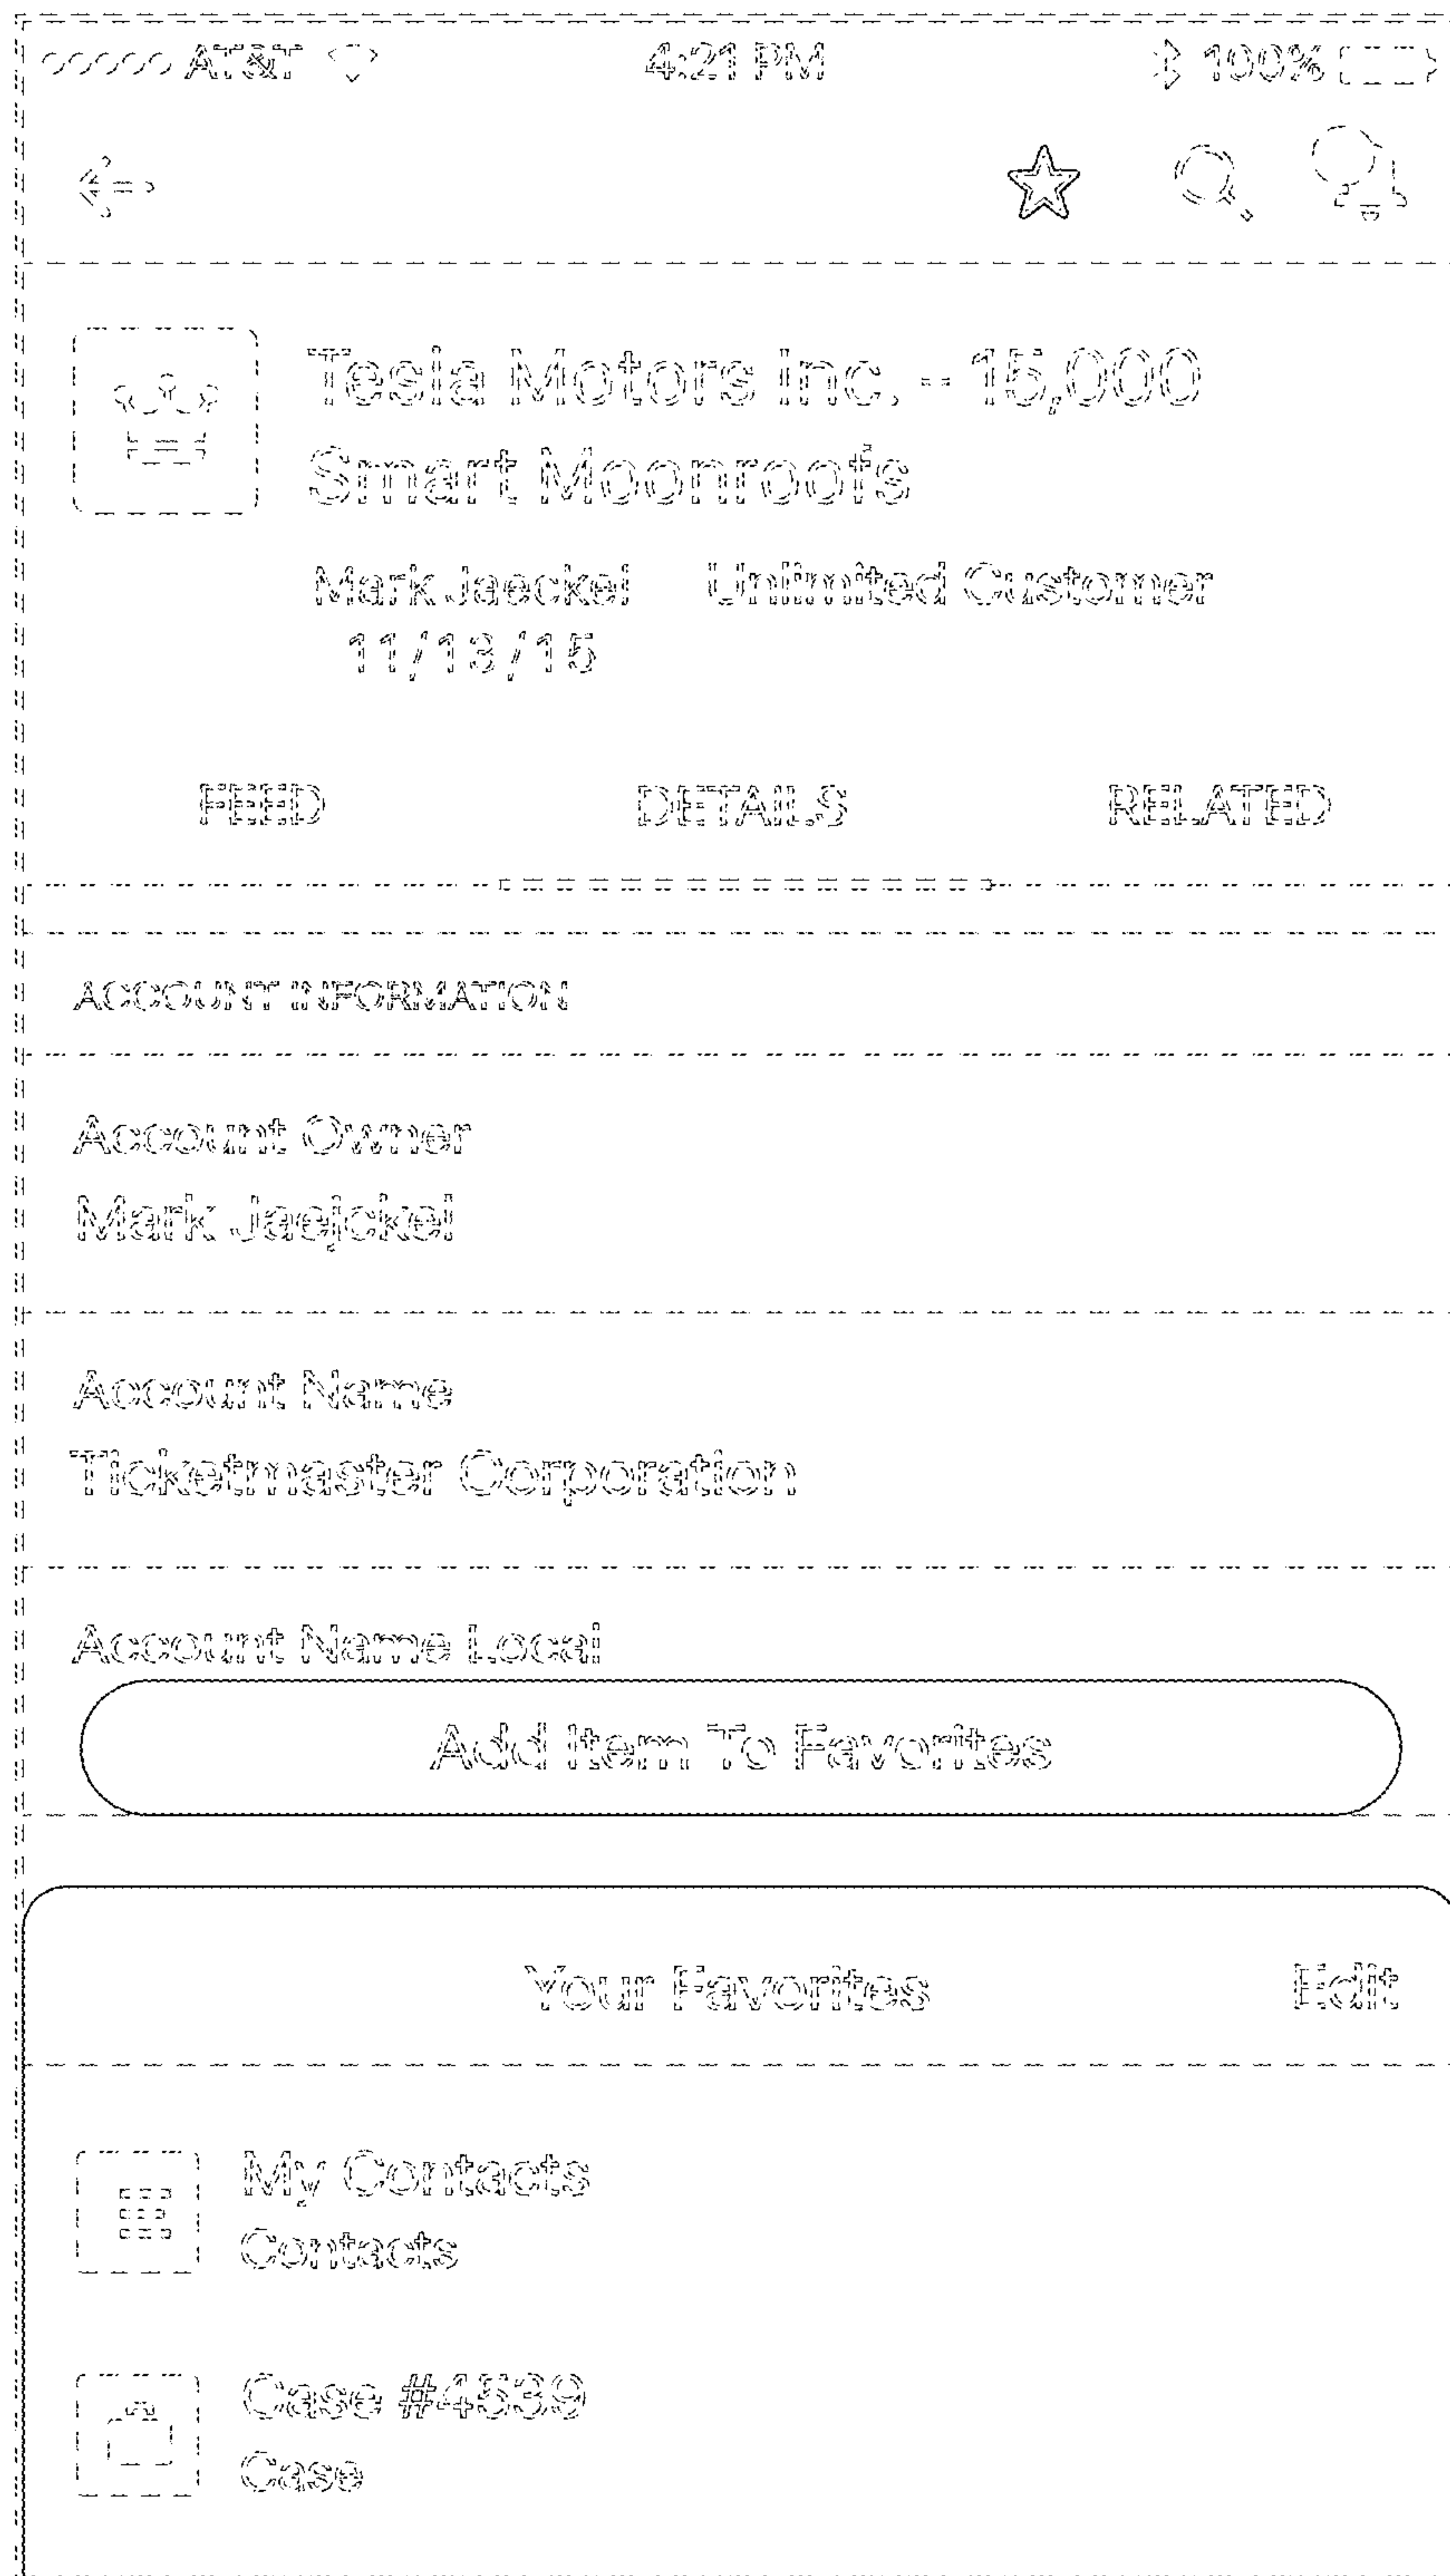 AT&T 4:21 PM 100%
Tesla Motors Inc. - 15,000
Smart Moonroofs
Mark Jaeckel Unlimited Customer
11/13/15
FEED DETAILS RELATED
ACCOUNT INFORMATION
Account Owner
Mark Jaejckel
Account Name
Ticketmaster Corporation
Account Name Local
Add Item To Favorites
Your Favorites Edit
My Contacts
Contacts
Case #4539
Case